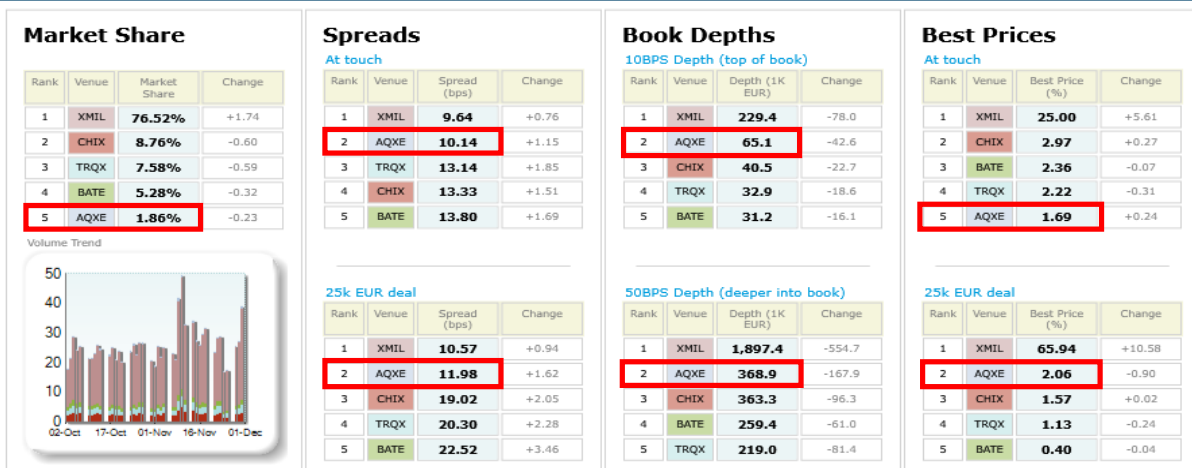 Market Share
Rank Venue Market Share Change
1 XMIL 76.52% +1.74
2 CHIX 8.76% -0.60
3 TRQX 7.58% -0.59
4 BATE 5.28% -0.32
5 AQXE 1.86% -0.23
Volume Trend
50
40
30
20
10
0
02-Oct 17-Oct 01-Nov 16-Nov 01-Dec
Spreads
At touch
Rank Venue Spread (bps) Change
1 XMIL 9.64 +0.76
2 AQXE 10.14 +1.15
3 TRQX 13.14 +1.85
4 CHIX 13.33 +1.51
5 BATE 13.80 +1.69
25k EUR deal
Rank Venue Spread (bps) Change
1 XMIL 10.57 +0.94
2 AQXE 11.98 +1.62
3 CHIX 19.02 +2.05
4 TRQX 20.30 +2.28
5 BATE 22.52 +3.46
Book Depths
10BPS Depth (top of book)
Rank Venue Depth (1K EUR) Change
1 XMIL 229.4 -78.0
2 AQXE 65.1 -42.6
3 CHIX 40.5 -22.7
4 TRQX 32.9 -18.6
5 BATE 31.2 -16.1
50BPS Depth (deeper into book)
Rank Venue Depth (1K EUR) Change
1 XMIL 1,897.4 -554.7
2 AQXE 368.9 -167.9
3 CHIX 363.3 -96.3
4 BATE 259.4 -61.0
5 TRQX 219.0 -81.4
Best Prices
At touch
Rank Venue Best Price (%) Change
1 XMIL 25.00 +5.61
2 CHIX 2.97 +0.27
3 BATE 2.36 -0.07
4 TRQX 2.22 -0.31
5 AQXE 1.69 +0.24
25k EUR deal
Rank Venue Best Price (%) Change
1 XMIL 65.94 +10.58
2 AQXE 2.06 -0.90
3 CHIX 1.57 +0.02
4 TRQX 1.13 -0.24
5 BATE 0.40 -0.04